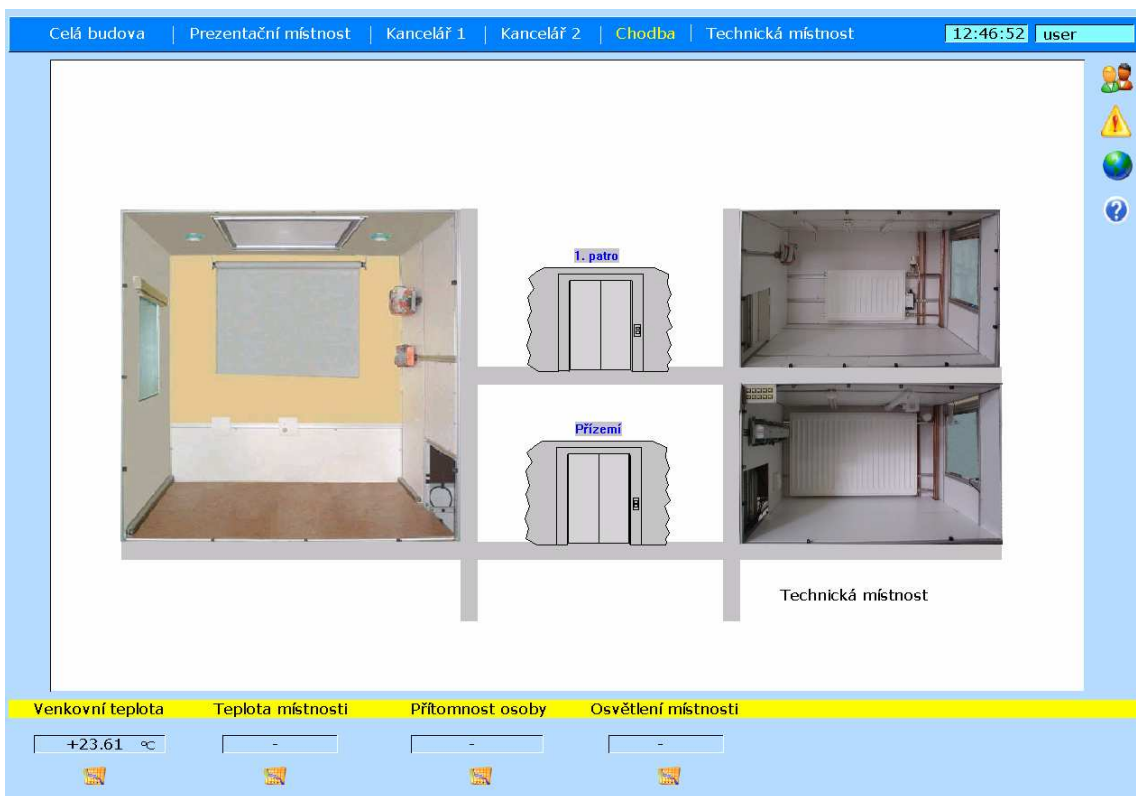 Celá budova | Prezentační místnost | Kancelář 1 | Kancelář 2 | Chodba | Technická místnost 12:46:52 user
1. patro
Přízemí
Technická místnost
Venkovní teplota Teplota místnosti Přítomnost osoby Osvětlení místnosti
+23.61 °C - - -